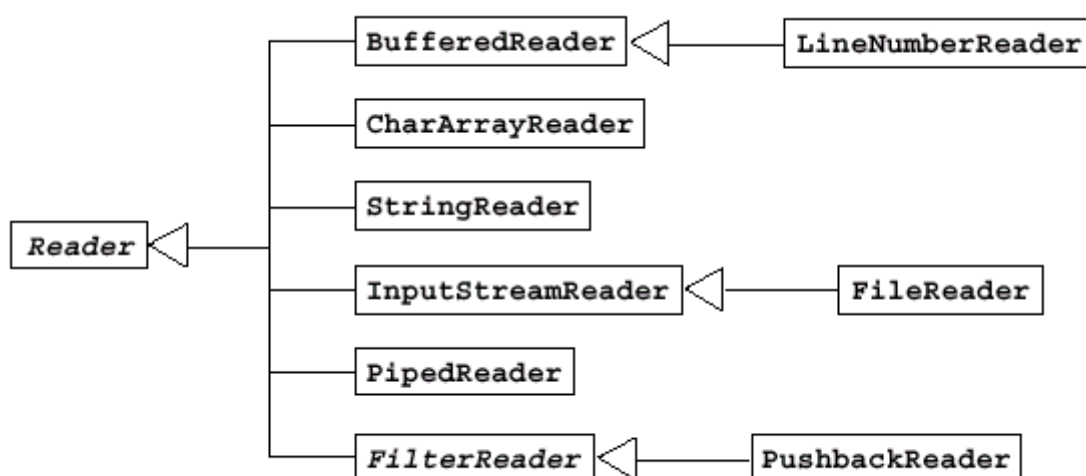 BufferedReader
LineNumberReader
CharArrayReader
StringReader
Reader
InputStreamReader
FileReader
PipedReader
FilterReader
PushbackReader